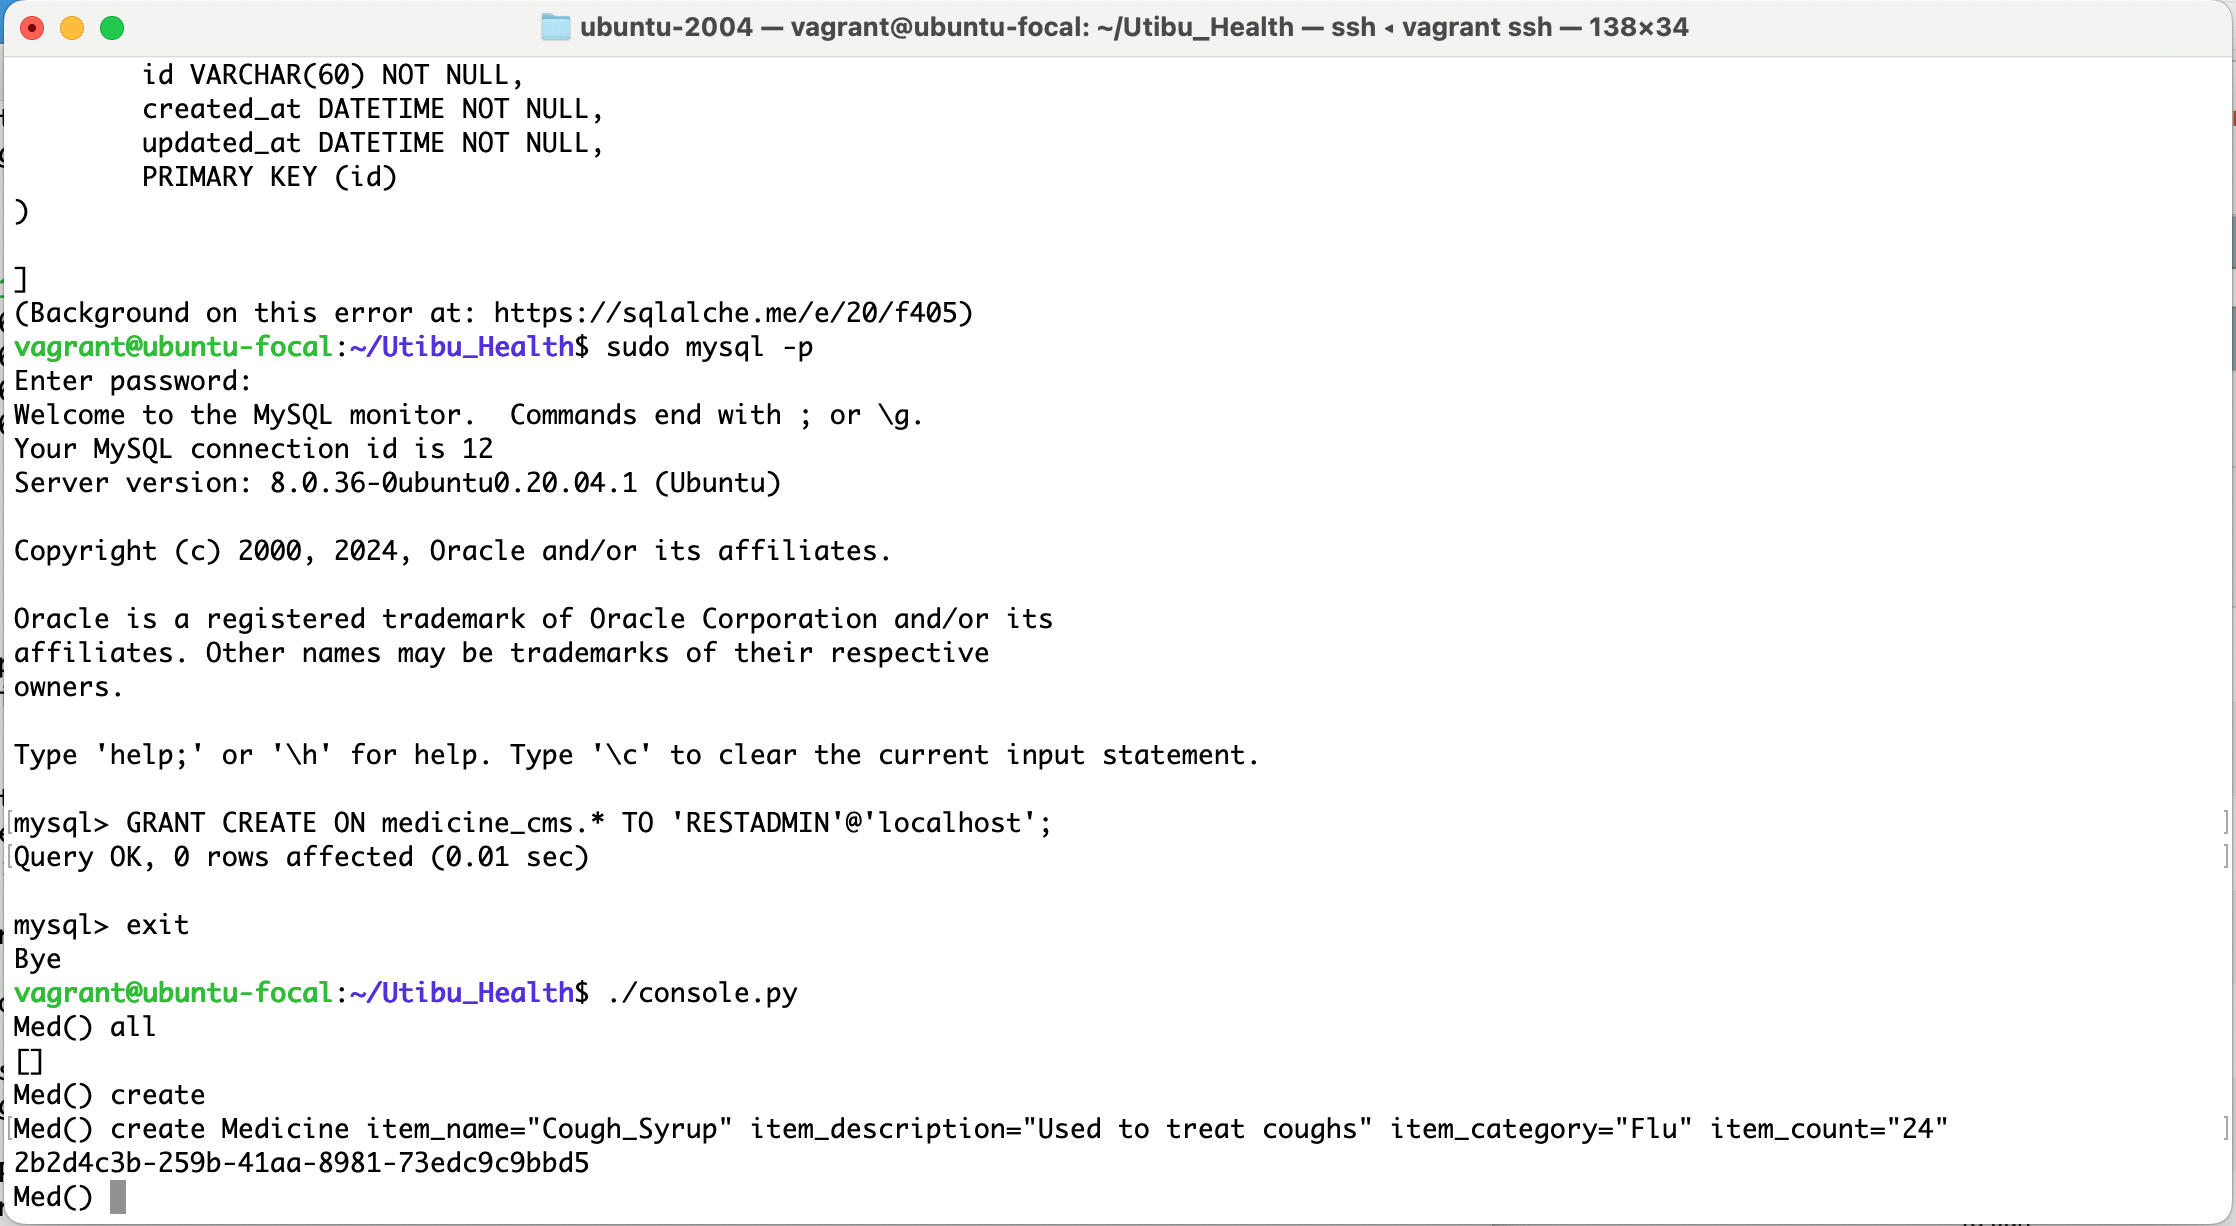 ubuntu-2004 — vagrant@ubuntu-focal: ~/Utibu_Health — ssh ◂ vagrant ssh — 138×34
        id VARCHAR(60) NOT NULL,
        created_at DATETIME NOT NULL,
        updated_at DATETIME NOT NULL,
        PRIMARY KEY (id)
)
]
(Background on this error at: https://sqlalche.me/e/20/f405)
vagrant@ubuntu-focal:~/Utibu_Health$ sudo mysql -p
Enter password:
Welcome to the MySQL monitor.  Commands end with ; or \g.
Your MySQL connection id is 12
Server version: 8.0.36-0ubuntu0.20.04.1 (Ubuntu)
Copyright (c) 2000, 2024, Oracle and/or its affiliates.
Oracle is a registered trademark of Oracle Corporation and/or its
affiliates. Other names may be trademarks of their respective
owners.
Type 'help;' or '\h' for help. Type '\c' to clear the current input statement.
mysql> GRANT CREATE ON medicine_cms.* TO 'RESTADMIN'@'localhost';
Query OK, 0 rows affected (0.01 sec)
mysql> exit
Bye
vagrant@ubuntu-focal:~/Utibu_Health$ ./console.py
Med() all
[]
Med() create
Med() create Medicine item_name="Cough_Syrup" item_description="Used to treat coughs" item_category="Flu" item_count="24"
2b2d4c3b-259b-41aa-8981-73edc9c9bbd5
Med()